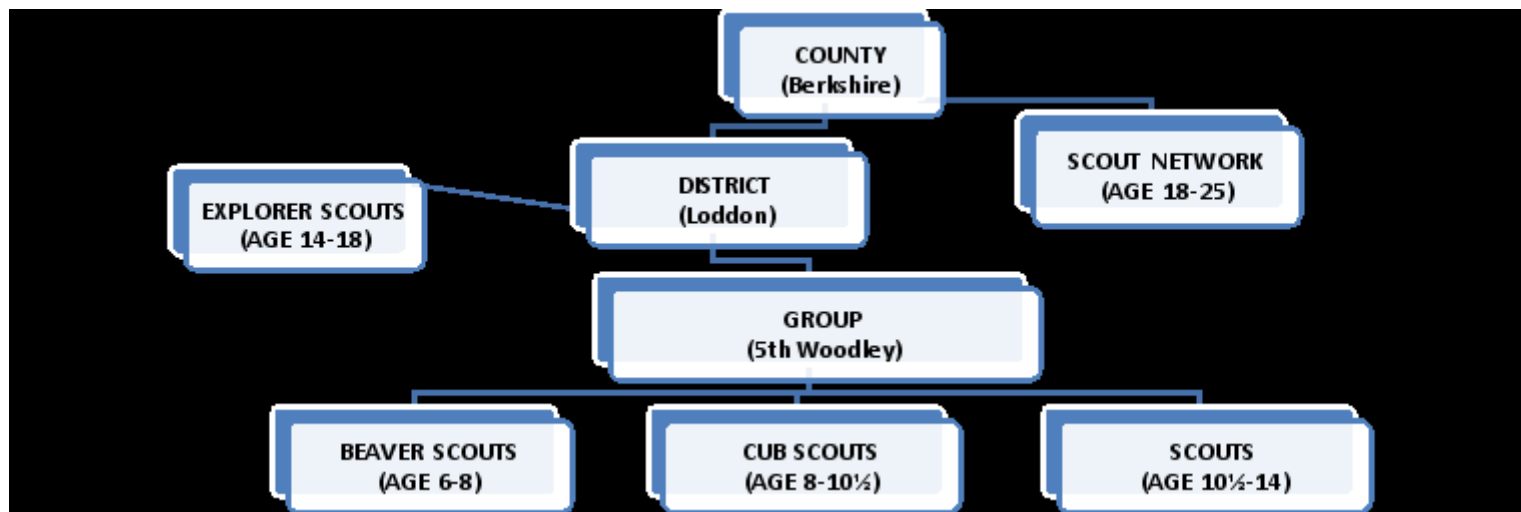 COUNTY
(Berkshire)
SCOUT NETWORK
(AGE 18-25)
DISTRICT
(Loddon)
EXPLORER SCOUTS
(AGE 14-18)
GROUP
(5th Woodley)
BEAVER SCOUTS
(AGE 6-8)
CUB SCOUTS
(AGE 8-10½)
SCOUTS
(AGE 10½-14)